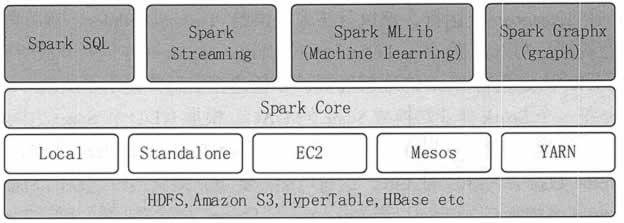 Spark SQL
Spark
Streaming
Spark MLlib
(Machine learning)
Spark Graphx
(graph)
Spark Core
Local
Standalone
EC2
Mesos
YARN
HDFS,Amazon S3,HyperTable,HBase etc